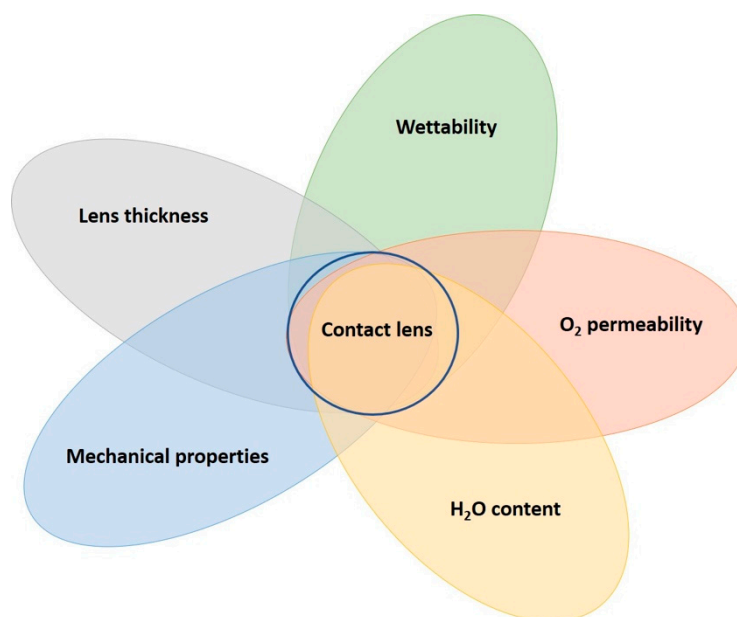 Wettability
Lens thickness
Contact lens
O₂ permeability
Mechanical properties
H₂O content